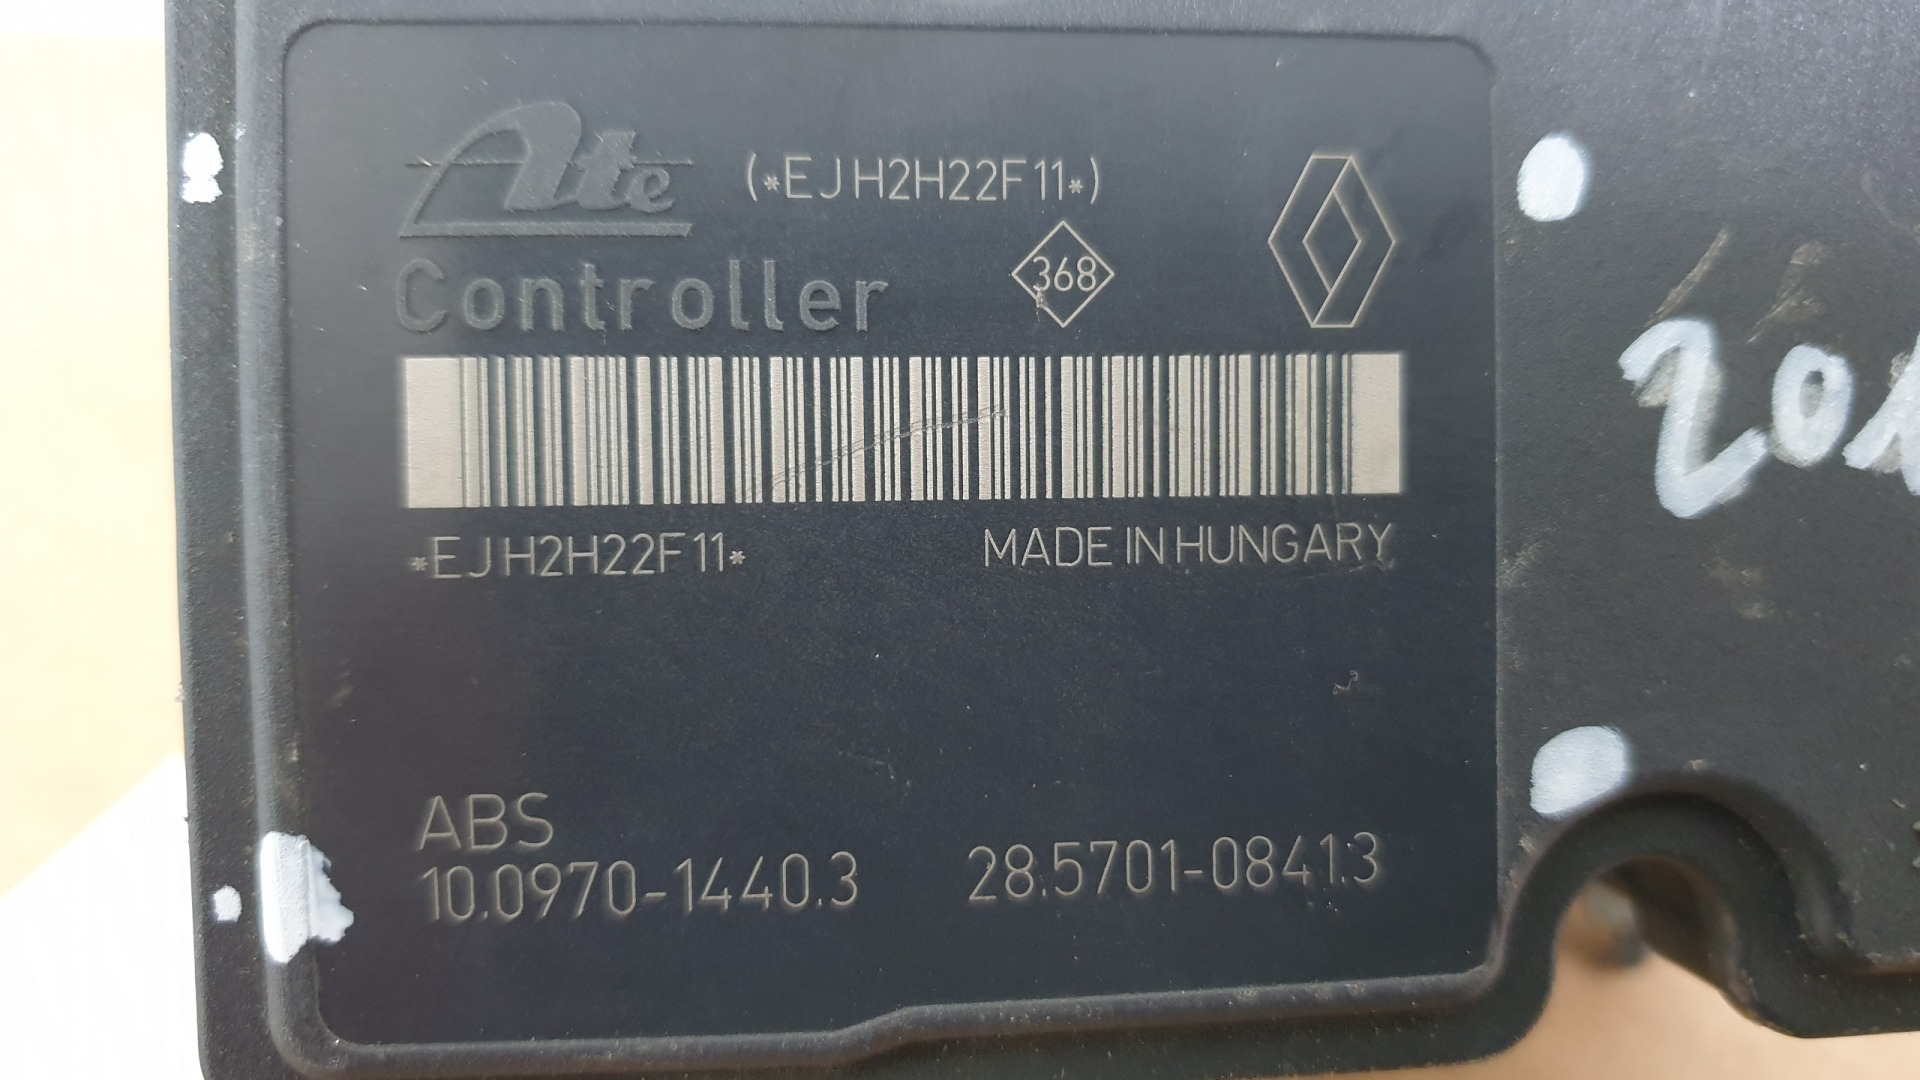 Ate (*EJH2H22F11*)
368
Controller
*EJH2H22F11* MADE IN HUNGARY
ABS
10.0970-1440.3 28.5701-0841.3